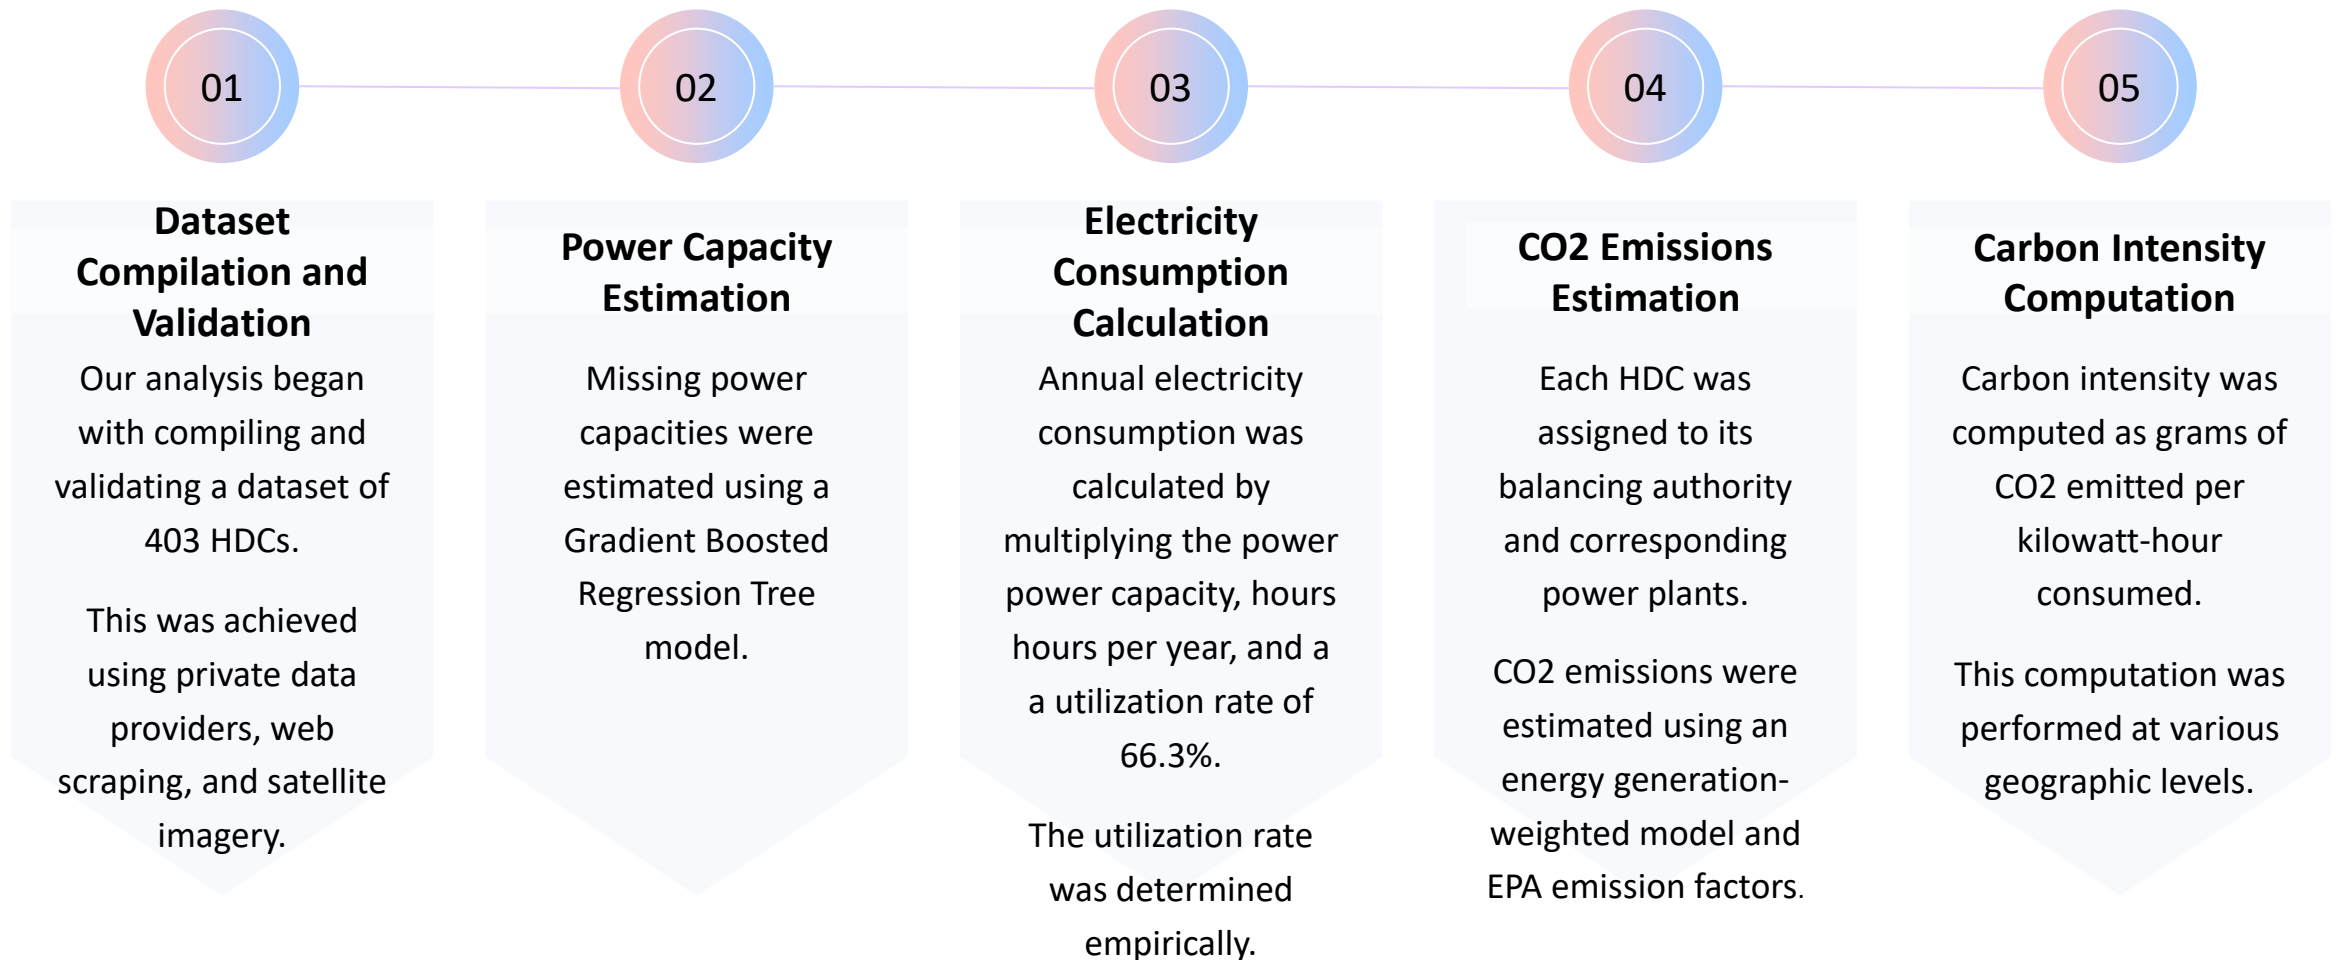 01
02
03
04
05
Dataset
Compilation and
Validation
Our analysis began
with compiling and
validating a dataset of
403 HDCs.
This was achieved
using private data
providers, web
scraping, and satellite
imagery.
Power Capacity
Estimation
Missing power
capacities were
estimated using a
Gradient Boosted
Regression Tree
model.
Electricity
Consumption
Calculation
Annual electricity
consumption was
calculated by
multiplying the power
power capacity, hours
hours per year, and a
a utilization rate of
66.3%.
The utilization rate
was determined
empirically.
CO2 Emissions
Estimation
Each HDC was
assigned to its
balancing authority
and corresponding
power plants.
CO2 emissions were
estimated using an
energy generation-
weighted model and
EPA emission factors.
Carbon Intensity
Computation
Carbon intensity was
computed as grams of
CO2 emitted per
kilowatt-hour
consumed.
This computation was
performed at various
geographic levels.